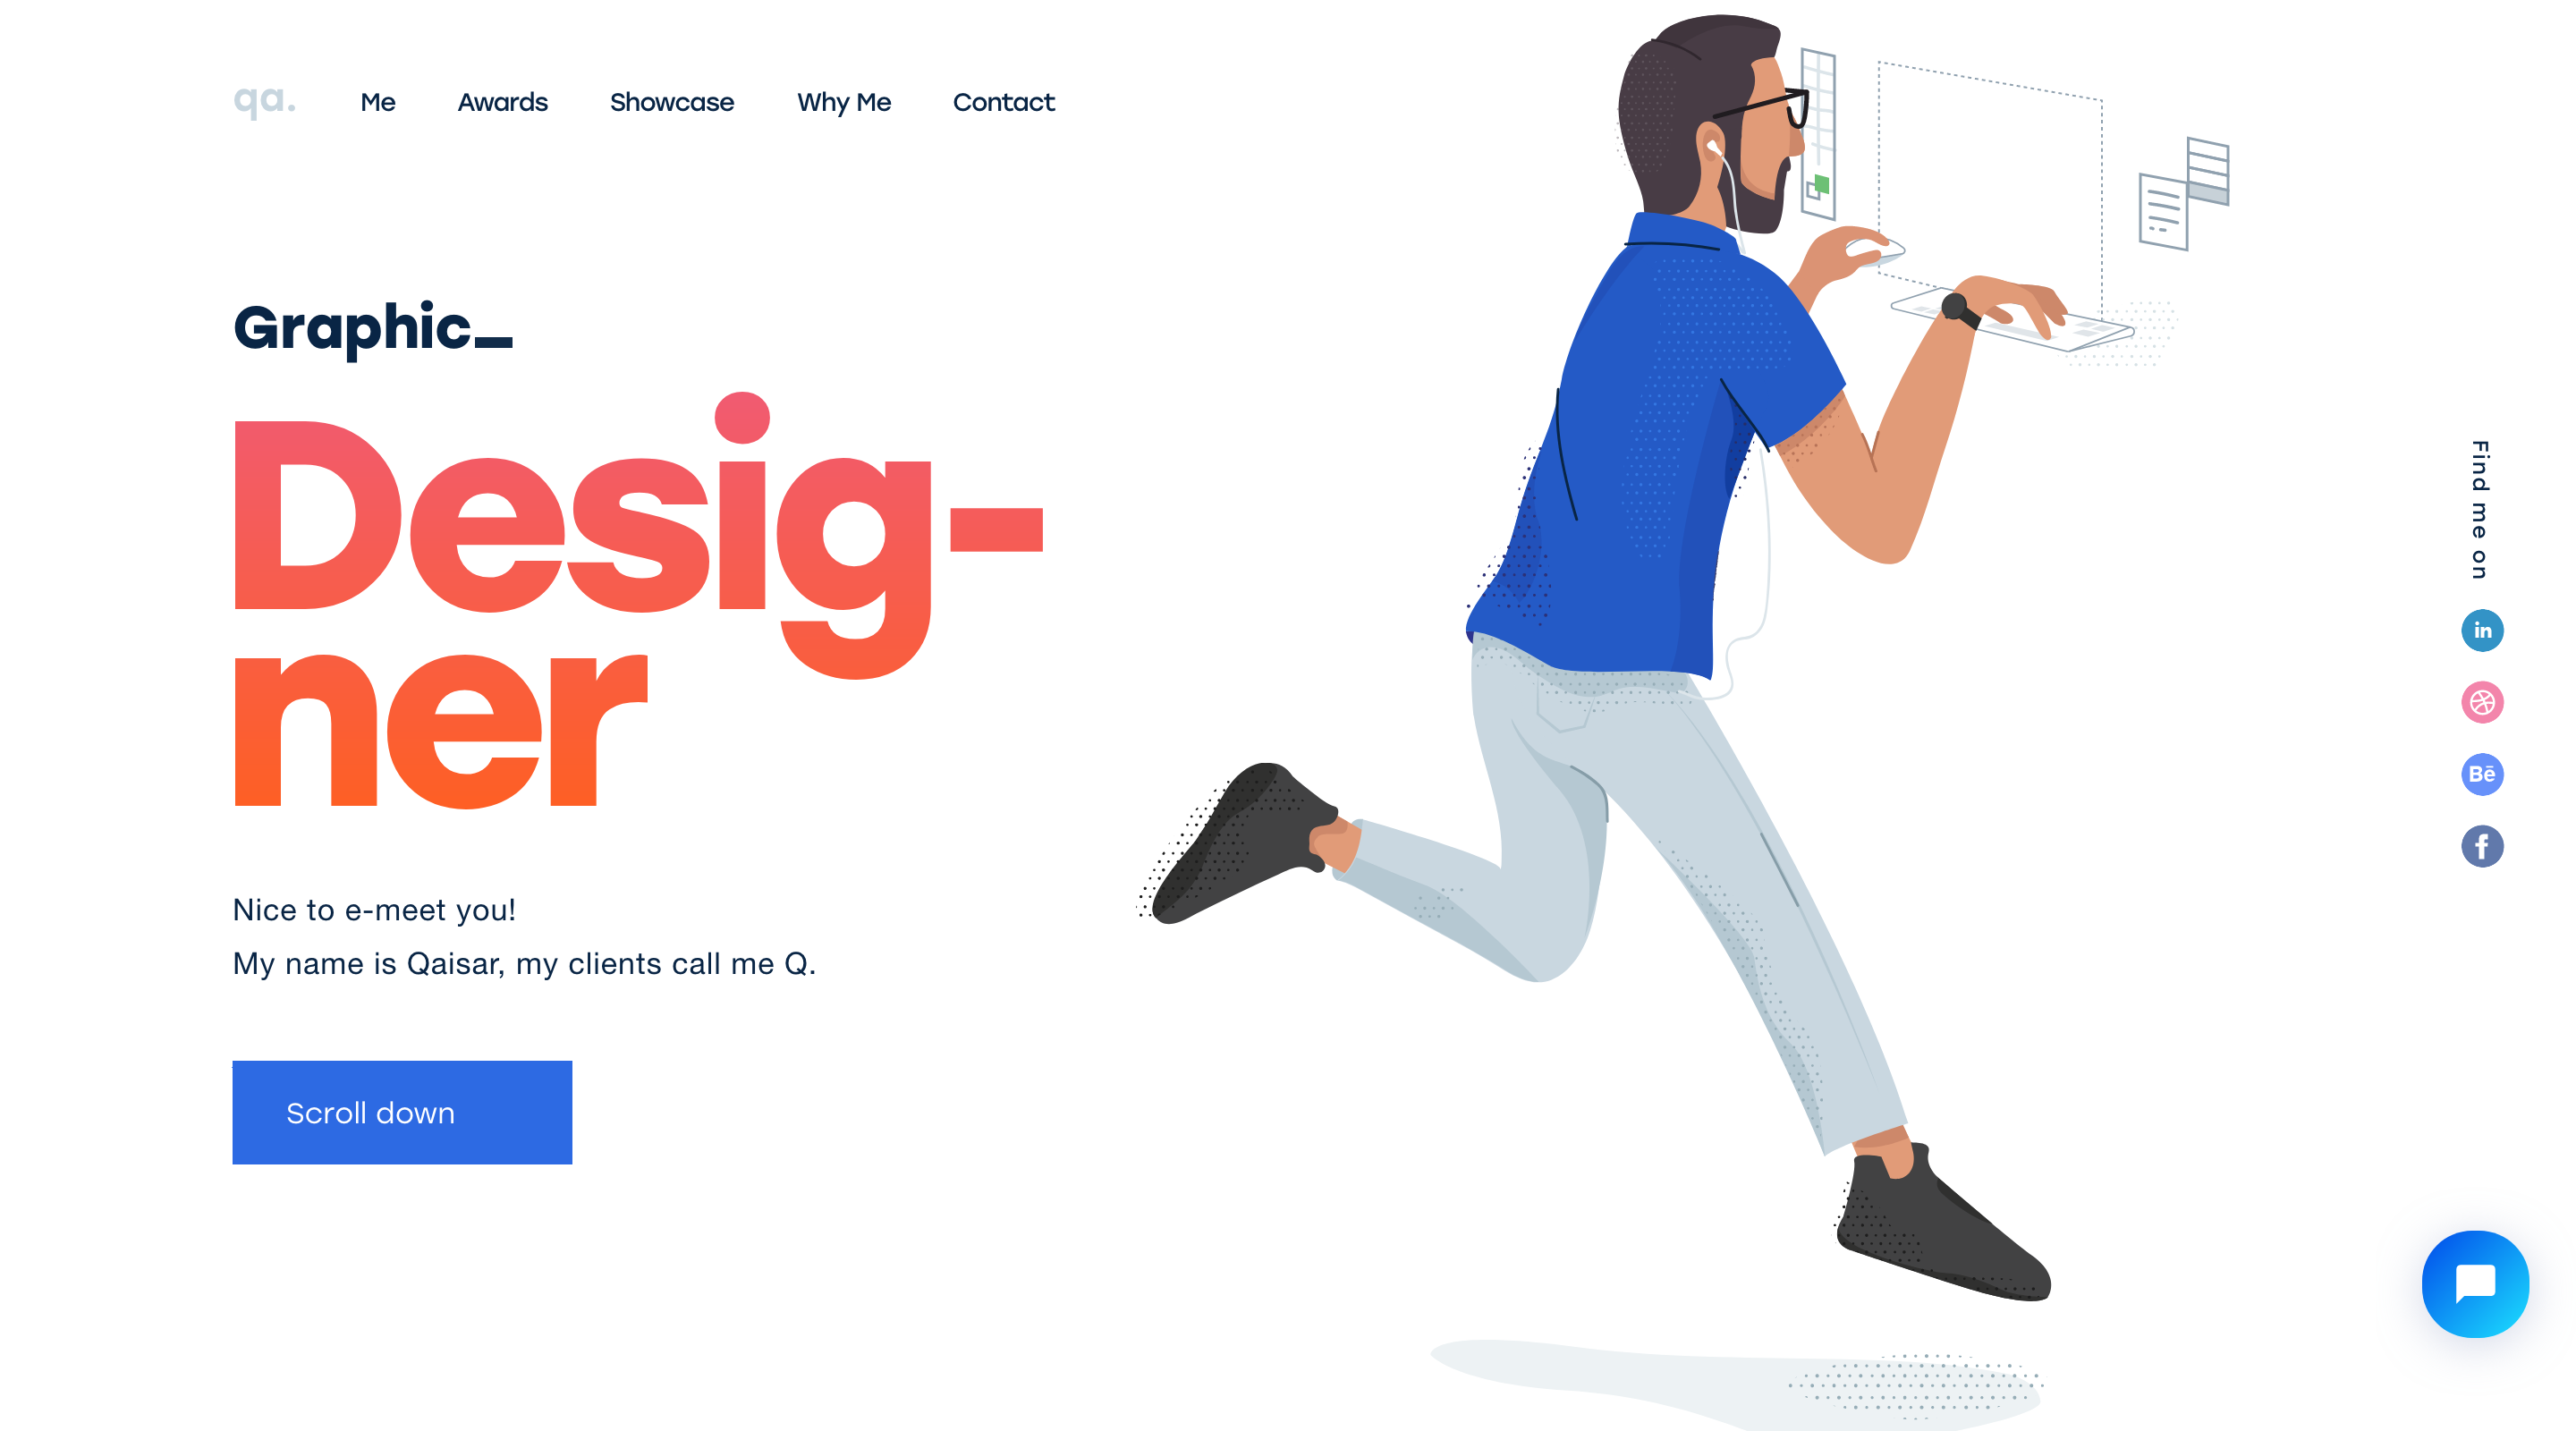 qa.
Me
Awards
Showcase
Why Me
Contact
Graphic_
Desig-
ner
Nice to e-meet you!
My name is Qaisar, my clients call me Q.
Scroll down
Find me on
in
Bē
f